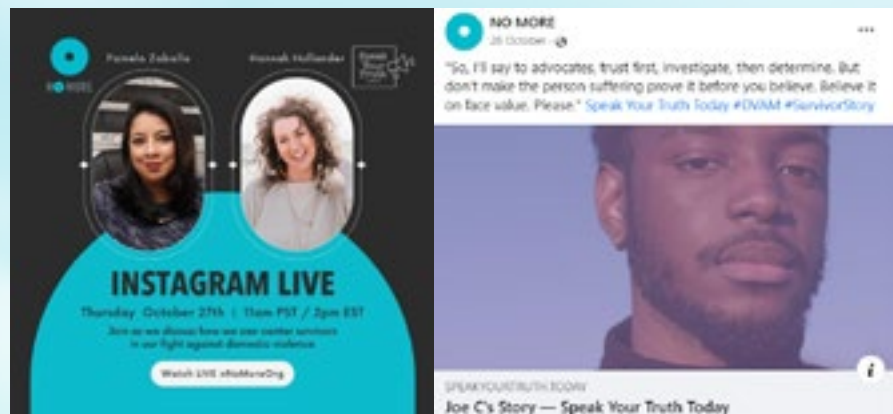 Pamela Zaballa
Hannah Hollander
NO MORE
Speak
Your
Truth
INSTAGRAM LIVE
Thursday October 27th | 11am PST / 2pm EST
Join as we discuss how we can center survivors
in our fight against domestic violence
Watch LIVE @NoMoreOrg
NO MORE
26 October ·
"So, I'll say to advocates, trust first, investigate, then determine. But
don't make the person suffering prove it before you believe. Believe it
on face value. Please." Speak Your Truth Today #DVAM #SurvivorStory
SPEAKYOURTRUTH.TODAY
Joe C's Story — Speak Your Truth Today